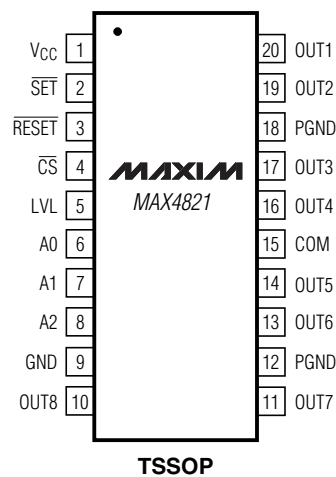 VCC 1 20 OUT1
SET 2 19 OUT2
RESET 3 18 PGND
CS 4 MAXIM 17 OUT3
LVL 5 MAX4821 16 OUT4
A0 6 15 COM
A1 7 14 OUT5
A2 8 13 OUT6
GND 9 12 PGND
OUT8 10 11 OUT7
TSSOP